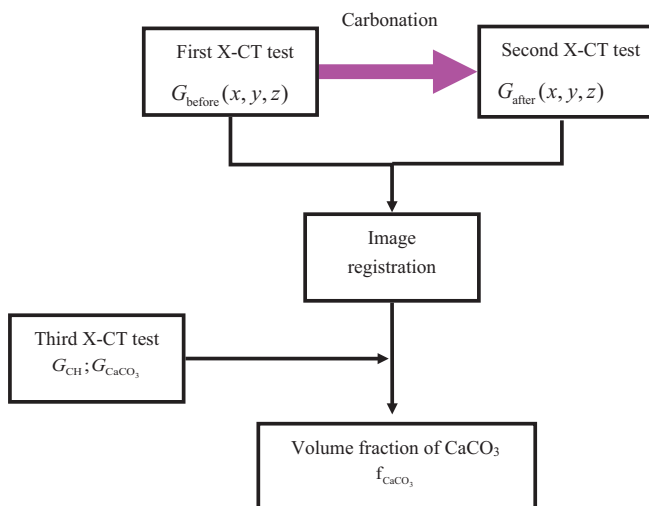 Carbonation
First X-CT test
G_before(x, y, z)
Second X-CT test
G_after(x, y, z)
Image
registration
Third X-CT test
G_CH; G_CaCO₃
Volume fraction of CaCO₃
f_CaCO₃